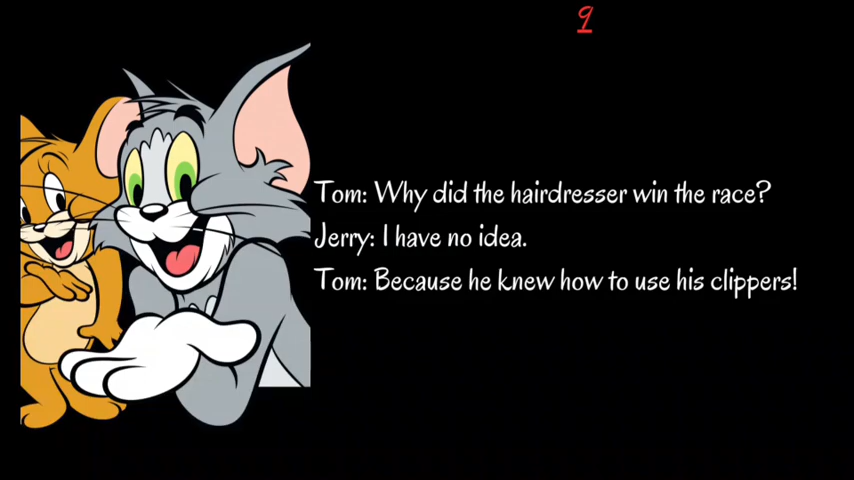 9
Tom: Why did the hairdresser win the race?
Jerry: I have no idea.
Tom: Because he knew how to use his clippers!